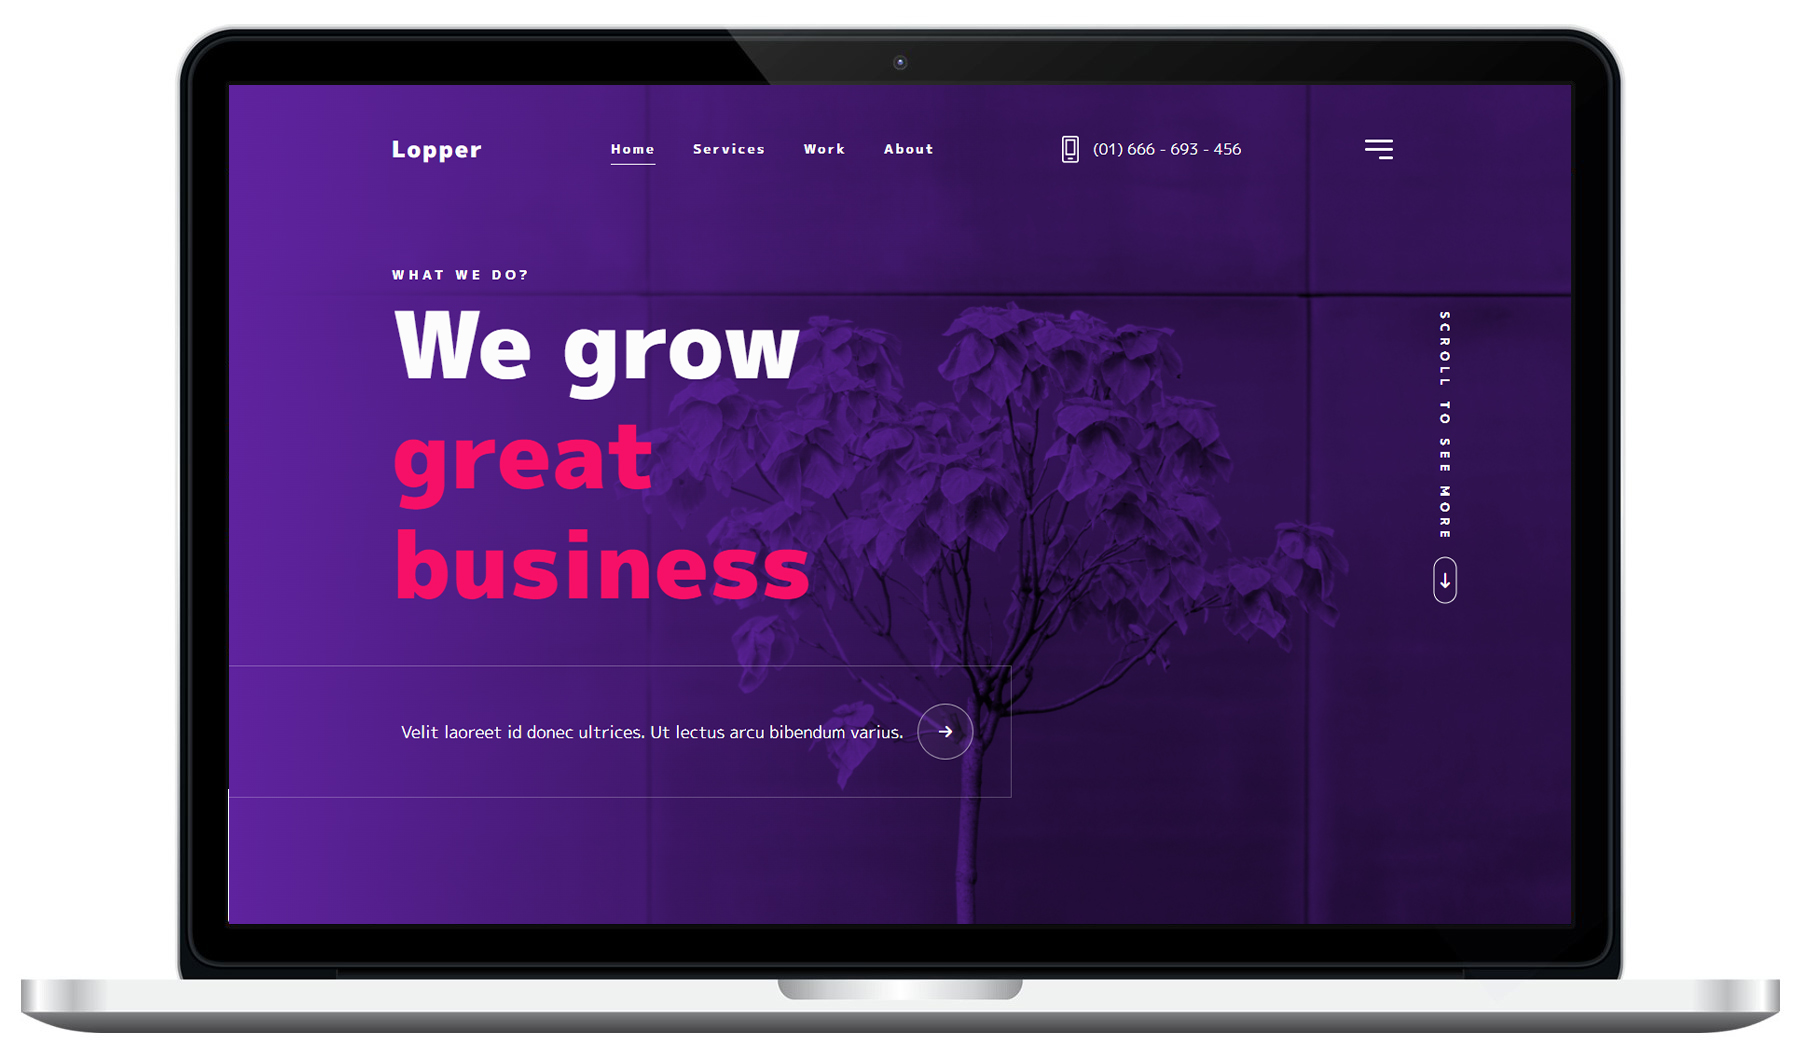 Lopper
Home Services Work About
(01) 666 - 693 - 456
WHAT WE DO?
We grow
great
business
SCROLL TO SEE MORE
Velit laoreet id donec ultrices. Ut lectus arcu bibendum varius.